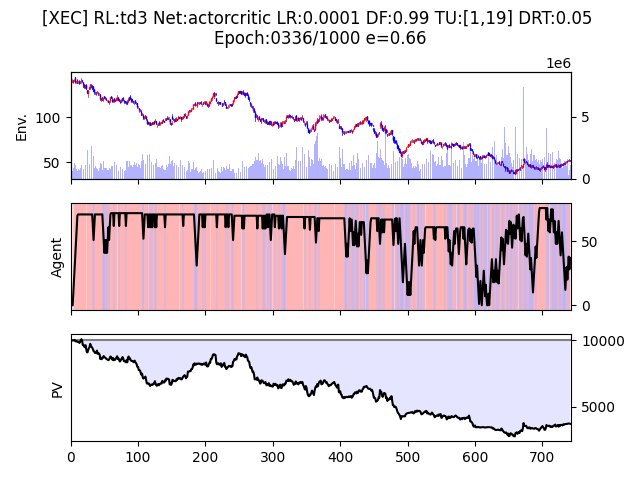 [XEC] RL:td3 Net:actorcritic LR:0.0001 DF:0.99 TU:[1,19] DRT:0.05
Epoch:0336/1000 e=0.66
1e6
Env.
100
50
5
0
Agent
50
0
PV
10000
5000
0 100 200 300 400 500 600 700